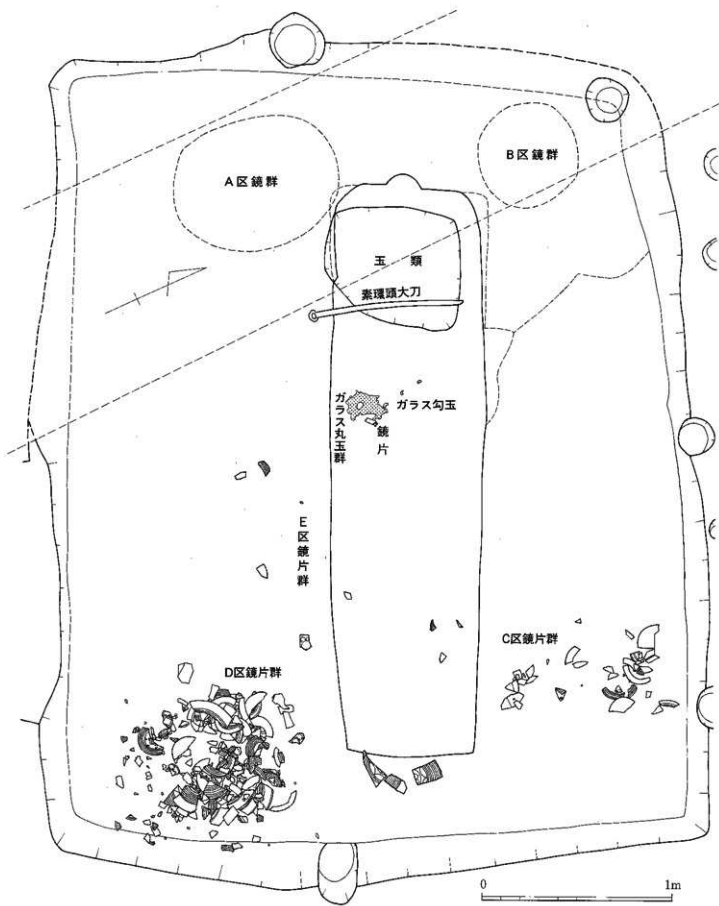 A区鏡群
B区鏡群
玉 類
素環頭大刀
ガラス勾玉
ガラス丸玉群
鏡片
E区鏡片群
C区鏡片群
D区鏡片群
0 1m